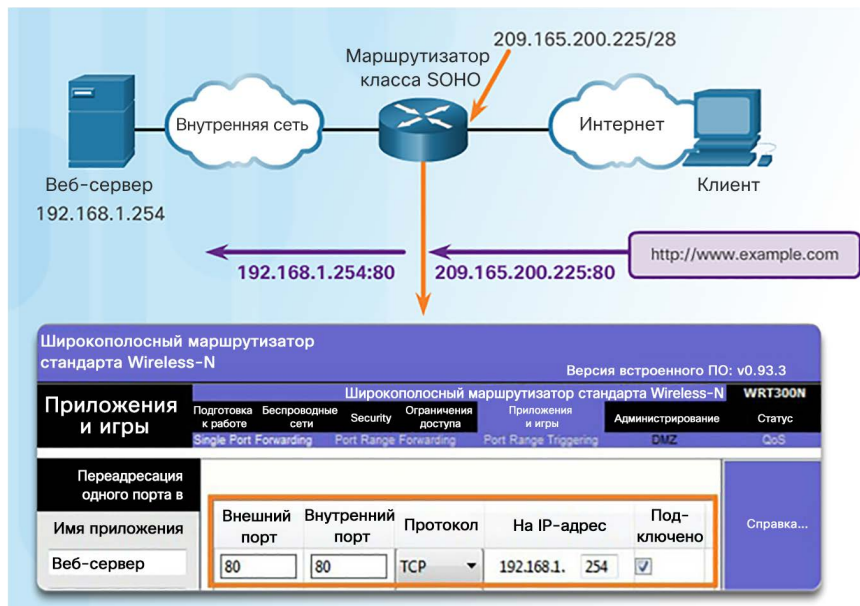 209.165.200.225/28
Маршрутизатор
класса SOHO
Внутренняя сеть
Интернет
Веб-сервер
192.168.1.254
Клиент
192.168.1.254:80
209.165.200.225:80
http://www.example.com
Широкополосный маршрутизатор
стандарта Wireless-N
Версия встроенного ПО: v0.93.3
Приложения
и игры
Широкополосный маршрутизатор стандарта Wireless-N
WRT300N
Подготовка
к работе
Беспроводные
сети
Security
Ограничения
доступа
Приложения
и игры
Администрирование
Статус
Single Port Forwarding
Port Range Forwarding
Port Range Triggering
DMZ
QoS
Переадресация
одного порта в
Имя приложения
Внешний
порт
Внутренний
порт
Протокол
На IP-адрес
Под-
ключено
Справка...
Веб-сервер
80
80
TCP
192.168.1.
254